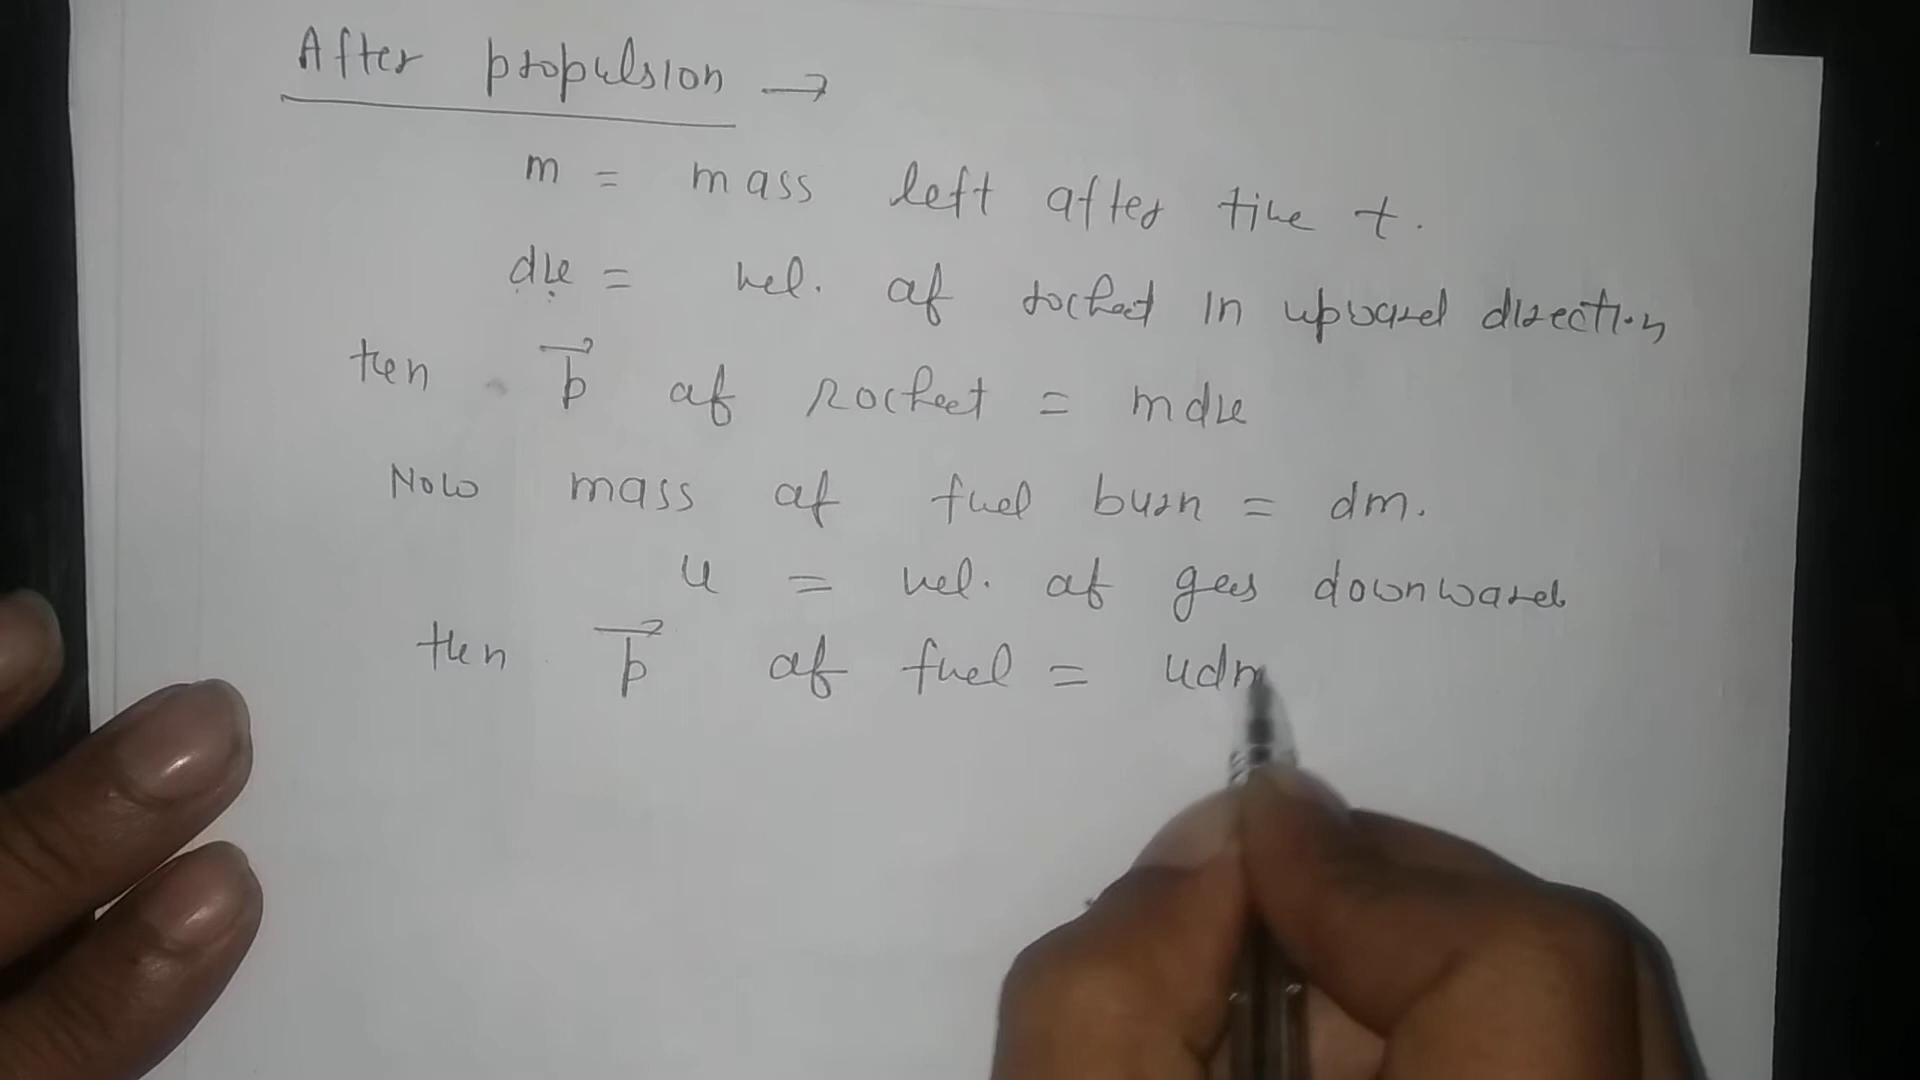 After propulsion →
m = mass left after time t.
dv = vel. of rocket in upward direction
then p⃗ of rocket = mdv
Now mass of fuel burn = dm.
u = vel. of gas downward
then p⃗ of fuel = udm